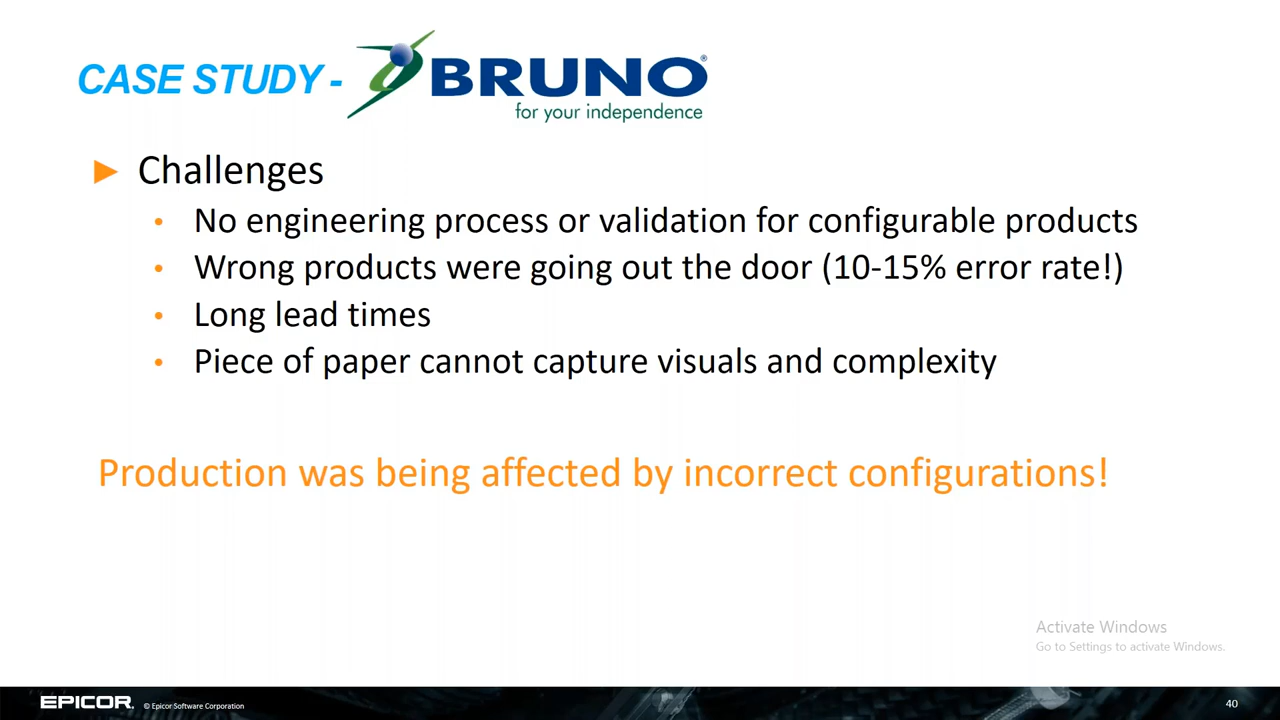 CASE STUDY - BRUNO®
for your independence
► Challenges
• No engineering process or validation for configurable products
• Wrong products were going out the door (10-15% error rate!)
• Long lead times
• Piece of paper cannot capture visuals and complexity
Production was being affected by incorrect configurations!
Activate Windows
Go to Settings to activate Windows.
EPICOR. © Epicor Software Corporation 40